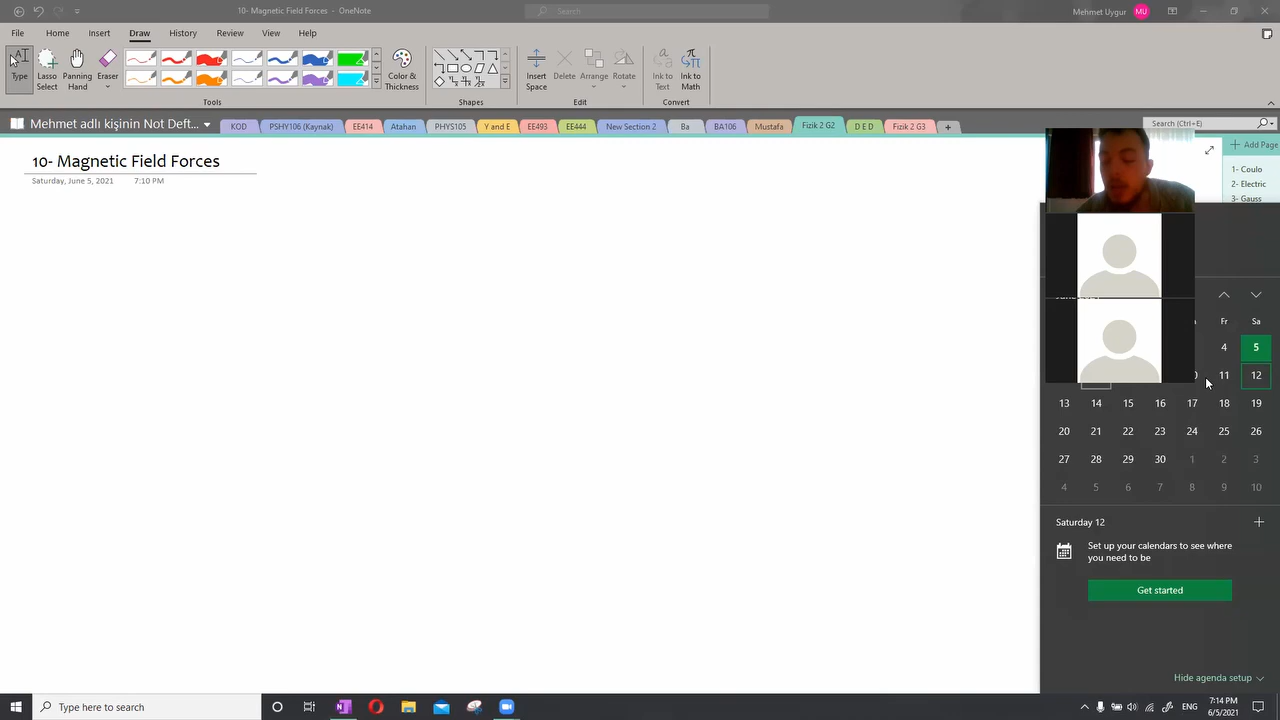 10- Magnetic Field Forces - OneNote
Search
Mehmet Uygur
MU
File
Home
Insert
Draw
History
Review
View
Help
Type
Lasso Select
Panning Hand
Eraser
Color & Thickness
Insert Space
Delete
Arrange
Rotate
Ink to Text
Ink to Math
Tools
Shapes
Edit
Convert
Mehmet adlı kişinin Not Deft...
KOD
PSHY106 (Kaynak)
EE414
Atahan
PHYS105
Y and E
EE493
EE444
New Section 2
Ba
BA106
Mustafa
Fizik 2 G2
D E D
Fizik 2 G3
Search (Ctrl+E)
Add Page
10- Magnetic Field Forces
Saturday, June 5, 2021 7:10 PM
1- Coulo
2- Electric
3- Gauss
Fr Sa
4 5
11 12
13 14 15 16 17 18 19
20 21 22 23 24 25 26
27 28 29 30 1 2 3
4 5 6 7 8 9 10
Saturday 12
Set up your calendars to see where
you need to be
Get started
Hide agenda setup
Type here to search
ENG
7:14 PM
6/5/2021